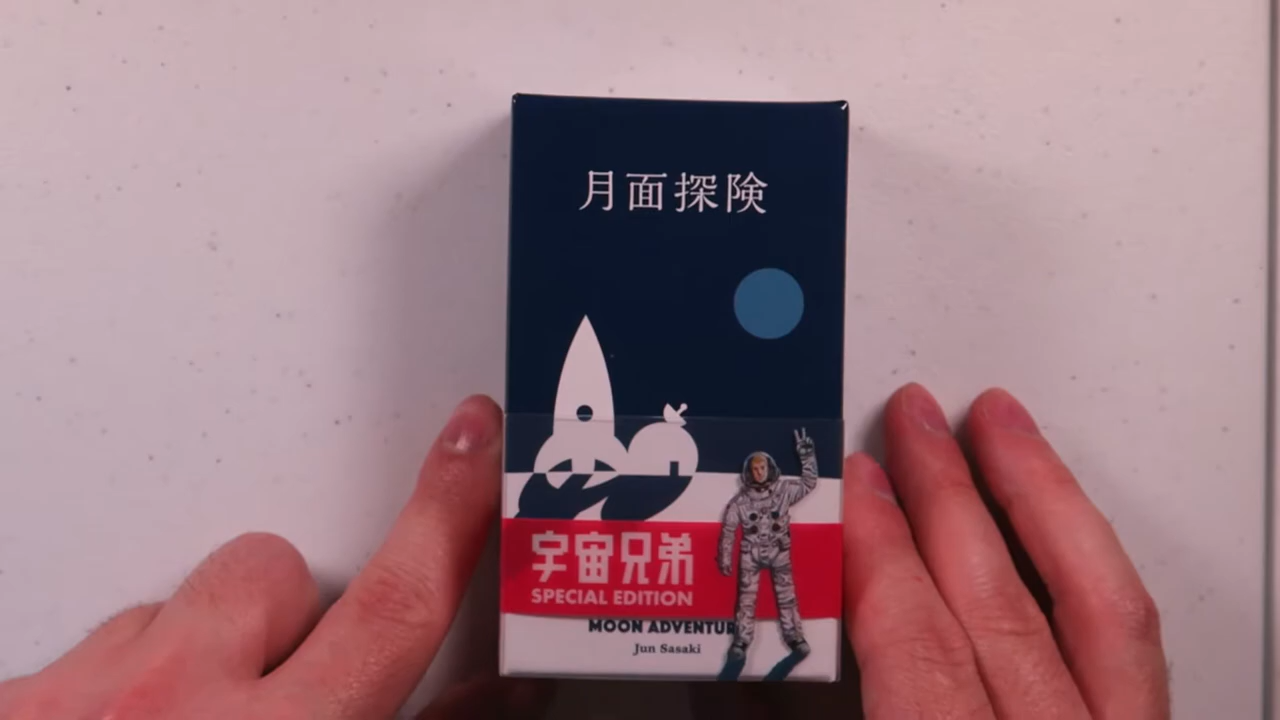 月面探険
宇宙兄弟
SPECIAL EDITION
MOON ADVENTUR
Jun Sasaki